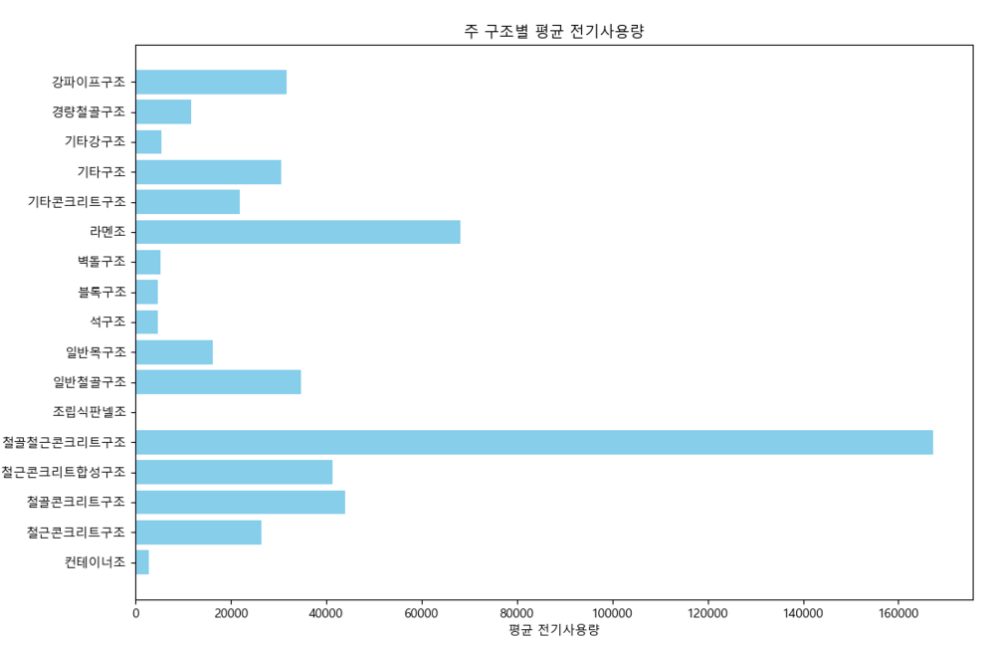 주 구조별 평균 전기사용량
강파이프구조
경량철골구조
기타강구조
기타구조
기타콘크리트구조
라멘조
벽돌구조
블록구조
석구조
일반목구조
일반철골구조
조립식판넬조
철골철근콘크리트구조
철근콘크리트합성구조
철골콘크리트구조
철근콘크리트구조
컨테이너조
0 20000 40000 60000 80000 100000 120000 140000 160000
평균 전기사용량